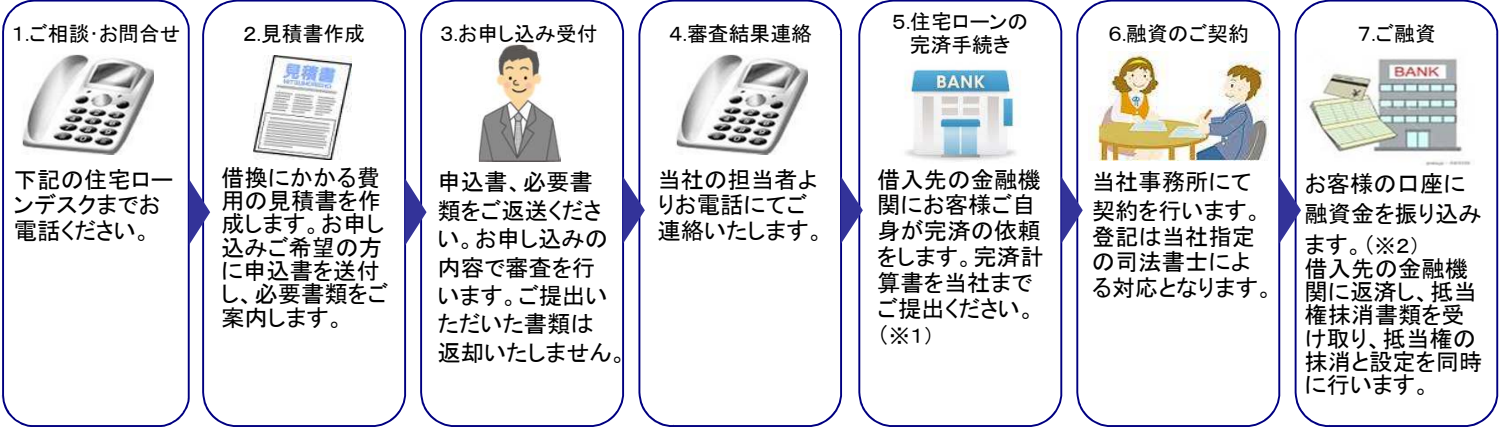 1.ご相談･お問合せ
下記の住宅ロー
ンデスクまでお
電話ください。
2.見積書作成
見積書
MITSUMORISHO
借換にかかる費
用の見積書を作
成します。お申し
込みご希望の方
に申込書を送付
し、必要書類をご
案内します。
3.お申し込み受付
申込書、必要書
類をご返送くださ
い。お申し込みの
内容で審査を行
います。ご提出い
ただいた書類は
返却いたしません。
4.審査結果連絡
当社の担当者よ
りお電話にてご
連絡いたします。
5.住宅ローンの
完済手続き
BANK
借入先の金融機
関にお客様ご自
身が完済の依頼
をします。完済計
算書を当社まで
ご提出ください。
（※1）
6.融資のご契約
当社事務所にて
契約を行います。
登記は当社指定
の司法書士によ
る対応となります。
7.ご融資
BANK
お客様の口座に
融資金を振り込み
ます。（※2）
借入先の金融機
関に返済し、抵当
権抹消書類を受
け取り、抵当権の
抹消と設定を同時
に行います。